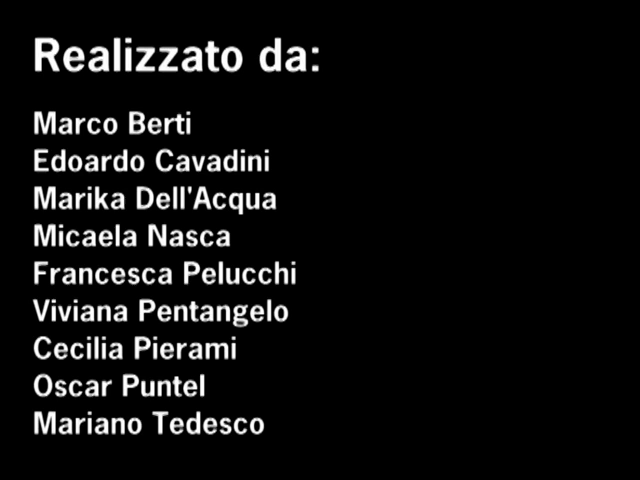 Realizzato da:
Marco Berti
Edoardo Cavadini
Marika Dell'Acqua
Micaela Nasca
Francesca Pelucchi
Viviana Pentangelo
Cecilia Pierami
Oscar Puntel
Mariano Tedesco